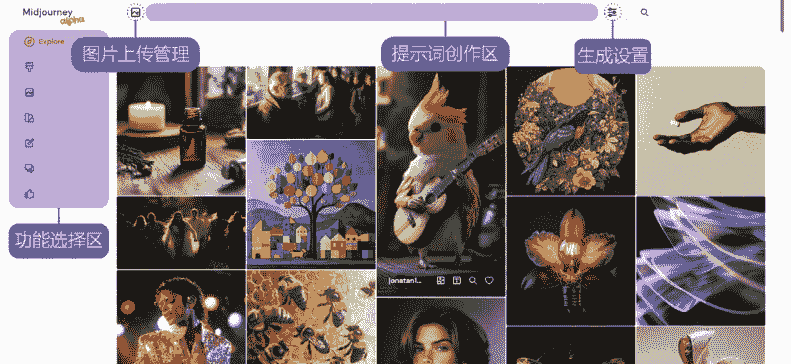 Midjourney
alpha
Explore
图片上传管理
提示词创作区
生成设置
功能选择区
jonatani...